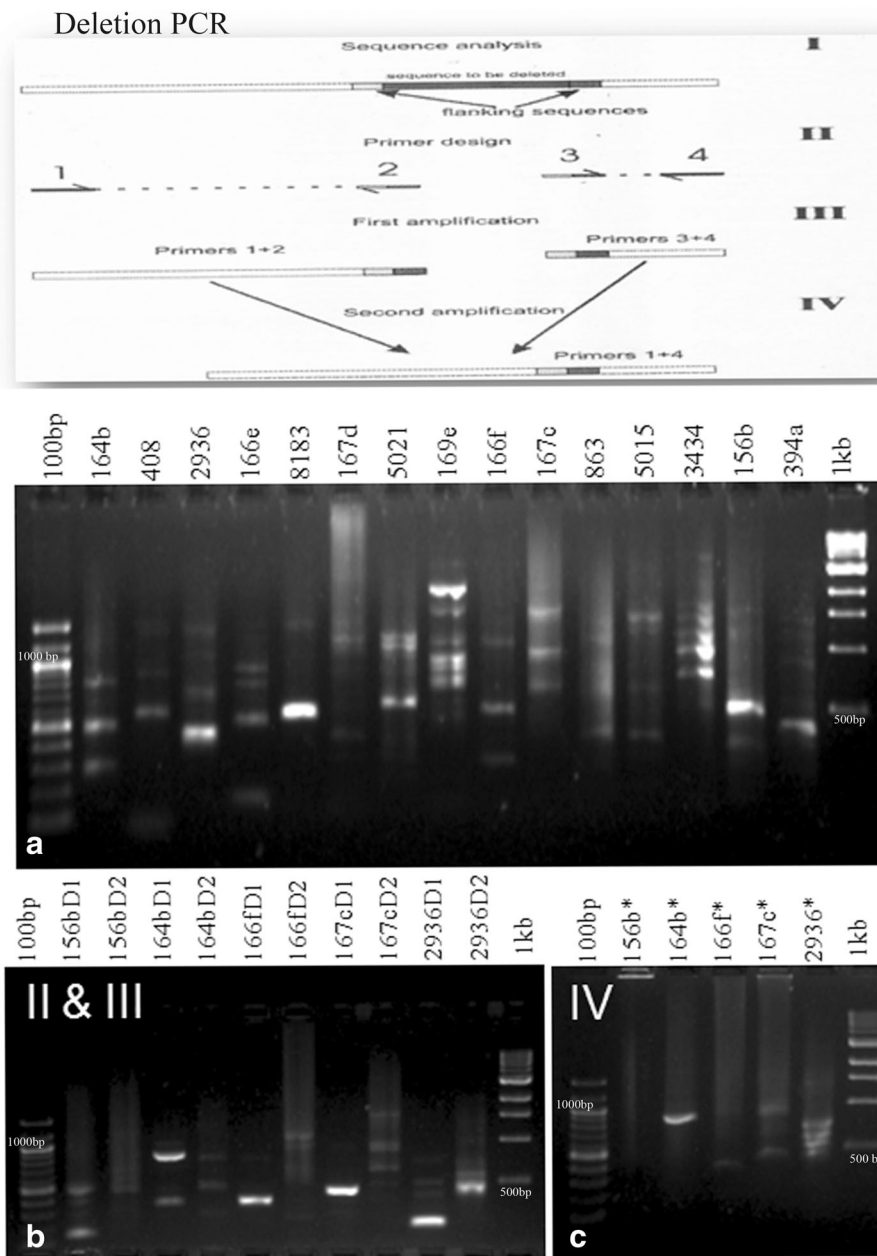 Deletion PCR
Sequence analysis
I
sequence to be deleted
flanking sequences
Primer design
II
1
2
3
4
First amplification
III
Primers 1+2
Primers 3+4
Second amplification
IV
Primers 1+4
100bp
164b
408
2936
166e
8183
167d
5021
169e
166f
167c
863
5015
3434
156b
394a
1kb
1000 bp
500bp
a
100bp
156bD1
156bD2
164bD1
164bD2
166fD1
166fD2
167cD1
167cD2
2936D1
2936D2
1kb
II & III
1000bp
500bp
b
100bp
156b*
164b*
166f*
167c*
2936*
1kb
IV
1000bp
500 bp
c